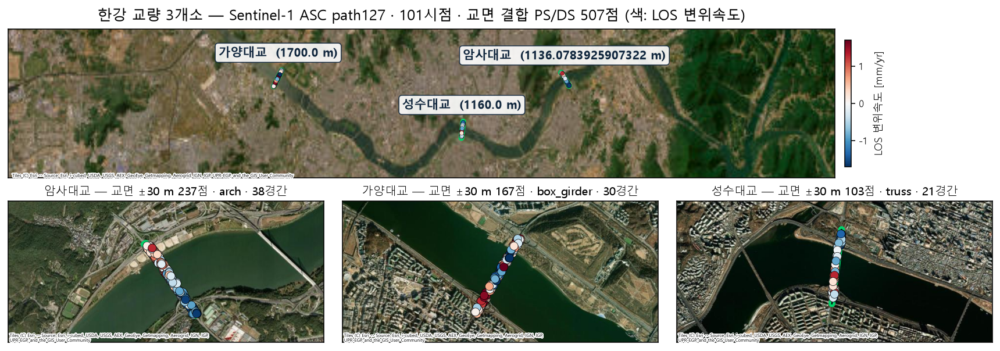 한강 교량 3개소 — Sentinel-1 ASC path127 · 101시점 · 교면 결합 PS/DS 507점 (색: LOS 변위속도)
가양대교 (1700.0 m)
암사대교 (1136.0783925907322 m)
성수대교 (1160.0 m)
1
0
-1
LOS 변위속도 [mm/yr]
Tiles (C) Esri -- Source: Esri, i-cubed, USDA, USGS, AEX, GeoEye, Getmapping, Aerogrid, IGN, IGP, UPR-EGP, and the GIS User Community
암사대교 — 교면 ±30 m 237점 · arch · 38경간
가양대교 — 교면 ±30 m 167점 · box_girder · 30경간
성수대교 — 교면 ±30 m 103점 · truss · 21경간
Tiles (C) Esri -- Source: Esri, i-cubed, USDA, USGS, AEX, GeoEye, Getmapping, Aerogrid, IGN, IGP,
UPR-EGP, and the GIS User Community
Tiles (C) Esri -- Source: Esri, i-cubed, USDA, USGS, AEX, GeoEye, Getmapping, Aerogrid, IGN, IGP,
UPR-EGP, and the GIS User Community
Tiles (C) Esri -- Source: Esri, i-cubed, USDA, USGS, AEX, GeoEye, Getmapping, Aerogrid, IGN, IGP,
UPR-EGP, and the GIS User Community